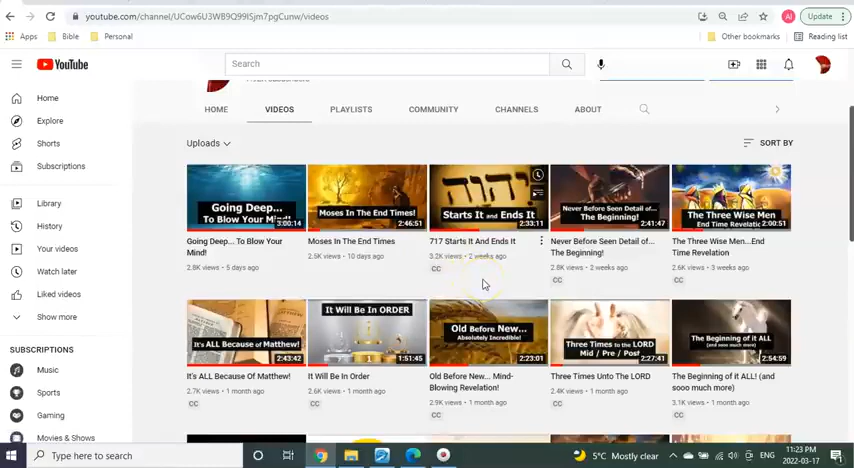 youtube.com/channel/UCow6U3W89Q99ISjm7pgCunw/videos
Update
Apps
Bible
Personal
Other bookmarks
Reading list
YouTube
Search
HOME
VIDEOS
PLAYLISTS
COMMUNITY
CHANNELS
ABOUT
Home
Explore
Shorts
Subscriptions
Library
History
Your videos
Watch later
Liked videos
Show more
SUBSCRIPTIONS
Music
Sports
Gaming
Movies & Shows
Uploads
SORT BY
Going Deep...
To Blow Your Mind!
3:00:14
Going Deep... To Blow Your
Mind!
2.8K views • 5 days ago
Moses In The End Times!
2:46:51
Moses In The End Times
2.5K views • 10 days ago
יהוה
Starts It and Ends It
2:33:11
717 Starts It And Ends It
3.2K views • 2 weeks ago
CC
Never Before Seen Detail of...
The Beginning!
2:41:47
Never Before Seen Detail of...
The Beginning!
2.8K views • 2 weeks ago
CC
The Three Wise Men
End Time Revelatio
2:00:51
The Three Wise Men...End
Time Revelation
2.6K views • 3 weeks ago
CC
It's ALL Because of Matthew!
2:43:42
It's ALL Because Of Matthew!
2.7K views • 1 month ago
CC
It Will Be In ORDER
1:51:45
It Will Be In Order
2.6K views • 1 month ago
CC
Old Before New...
Absolutely Incredible!
2:23:01
Old Before New... Mind-
Blowing Revelation!
2.9K views • 1 month ago
CC
Three Times to the LORD
Mid / Pre / Post
2:27:41
Three Times Unto The LORD
2.4K views • 1 month ago
CC
The Beginning of it ALL
(and sooo much more)
2:54:59
The Beginning of it ALL! (and
sooo much more)
3.1K views • 1 month ago
CC
Type here to search
5°C Mostly clear
ENG
11:23 PM
2022-03-17